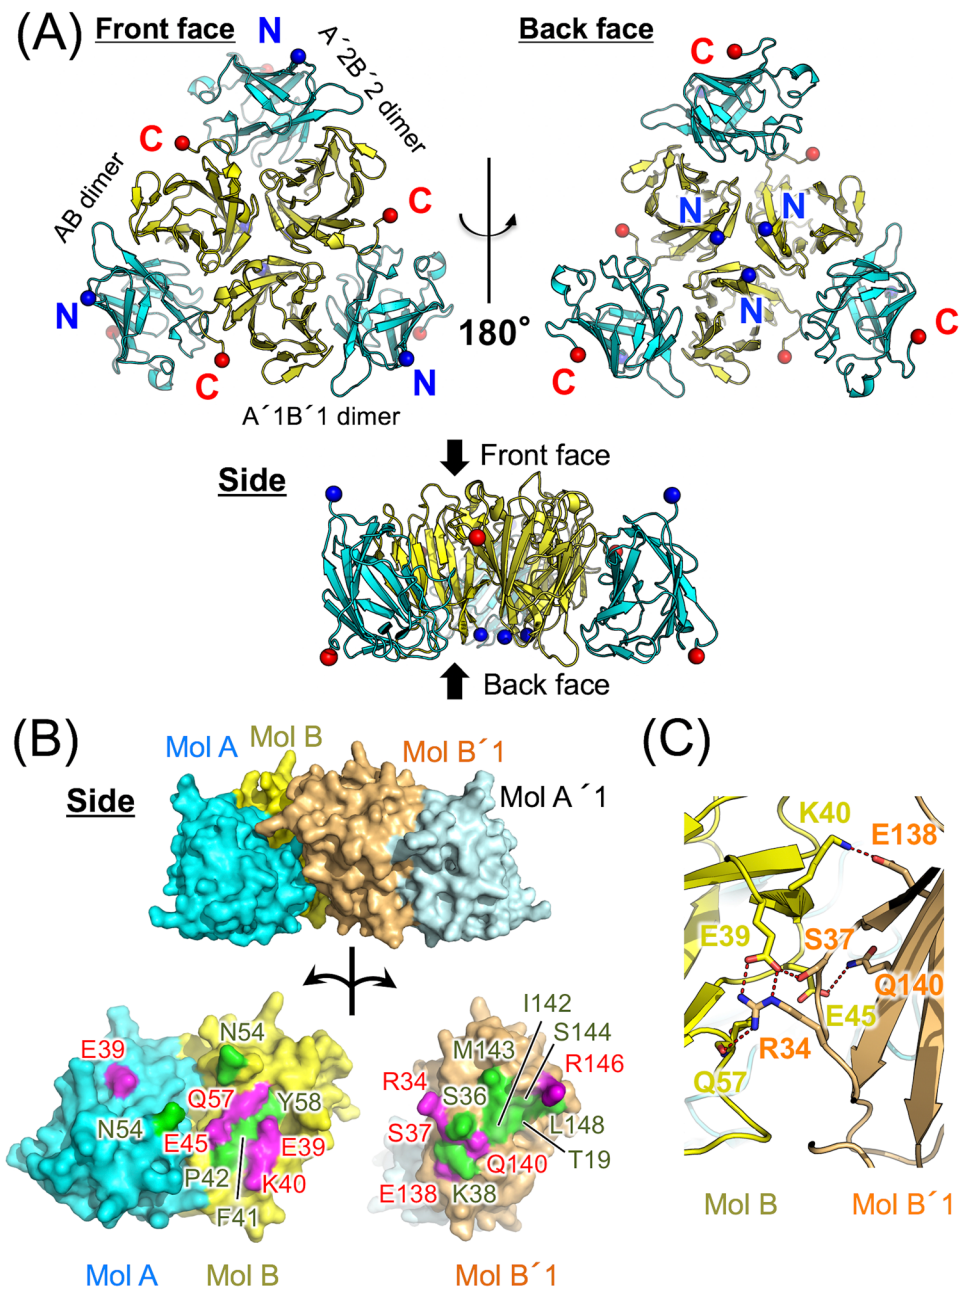 (A)
Front face
N
A´2B´2 dimer
C
AB dimer
C
N
C
N
A´1B´1 dimer
180°
Back face
C
N
N
N
C
C
Side
Front face
Back face
(B)
Side
Mol A
Mol B
Mol B´1
Mol A´1
E39
N54
N54
Q57
Y58
E45
E39
P42
K40
F41
Mol A
Mol B
I142
S144
M143
R146
R34
S36
S37
L148
T19
Q140
E138
K38
Mol B´1
(C)
K40
E138
E39
S37
Q140
E45
R34
Q57
Mol B
Mol B´1